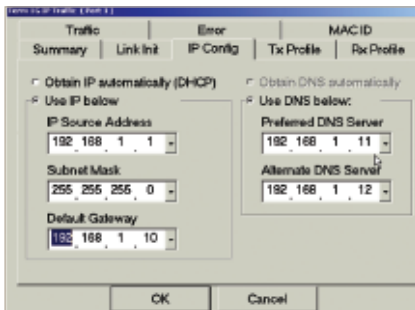 Traffic Error MAC ID
Summary Link Init IP Config Tx Profile Rx Profile
Obtain IP automatically (DHCP)
Use IP below
IP Source Address
192 . 168 . 1 . 1
Subnet Mask
255 . 255 . 255 . 0
Default Gateway
192 . 168 . 1 . 10
Obtain DNS automatically
Use DNS below:
Preferred DNS Server
192 . 168 . 1 . 11
Alternate DNS Server
192 . 168 . 1 . 12
OK Cancel